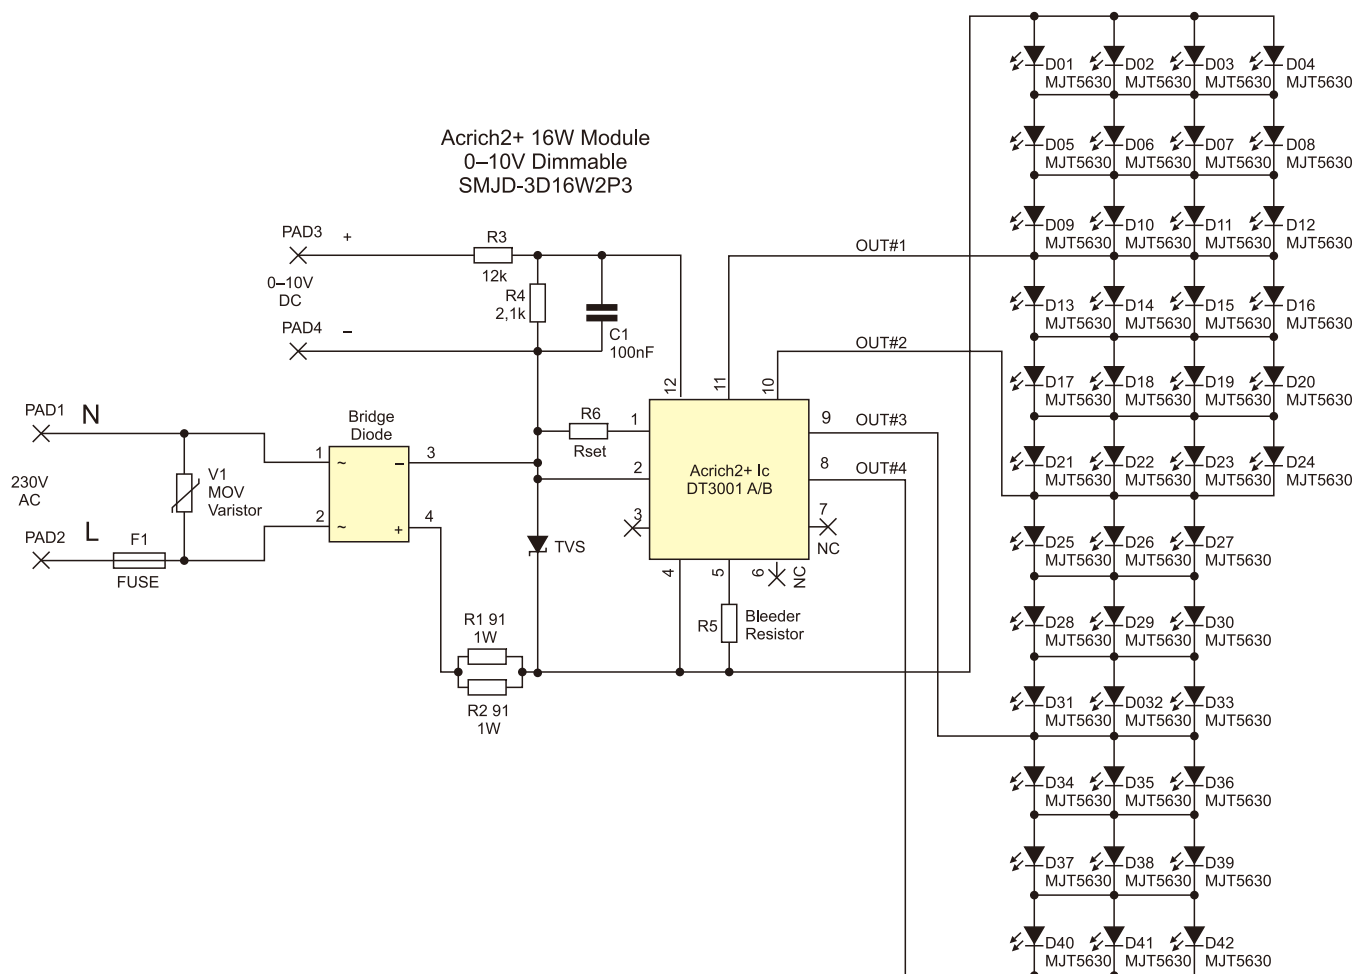 Acrich2+ 16W Module
0–10V Dimmable
SMJD-3D16W2P3
PAD3 +
0–10V
DC
PAD4 –
R3
12k
R4
2,1k
C1
100nF
PAD1 N
230V
AC
PAD2 L
F1
FUSE
V1
MOV
Varistor
Bridge
Diode
1 ~ – 3
2 ~ + 4
R6
Rset
TVS
R1 91
1W
R2 91
1W
12 11 10
1 9
2 8
3 7
NC
4 5 6 NC
Acrich2+ Ic
DT3001 A/B
R5
Bleeder
Resistor
OUT#1
OUT#2
OUT#3
OUT#4
D01 D02 D03 D04
MJT5630 MJT5630 MJT5630 MJT5630
D05 D06 D07 D08
MJT5630 MJT5630 MJT5630 MJT5630
D09 D10 D11 D12
MJT5630 MJT5630 MJT5630 MJT5630
D13 D14 D15 D16
MJT5630 MJT5630 MJT5630 MJT5630
D17 D18 D19 D20
MJT5630 MJT5630 MJT5630 MJT5630
D21 D22 D23 D24
MJT5630 MJT5630 MJT5630 MJT5630
D25 D26 D27
MJT5630 MJT5630 MJT5630
D28 D29 D30
MJT5630 MJT5630 MJT5630
D31 D032 D33
MJT5630 MJT5630 MJT5630
D34 D35 D36
MJT5630 MJT5630 MJT5630
D37 D38 D39
MJT5630 MJT5630 MJT5630
D40 D41 D42
MJT5630 MJT5630 MJT5630